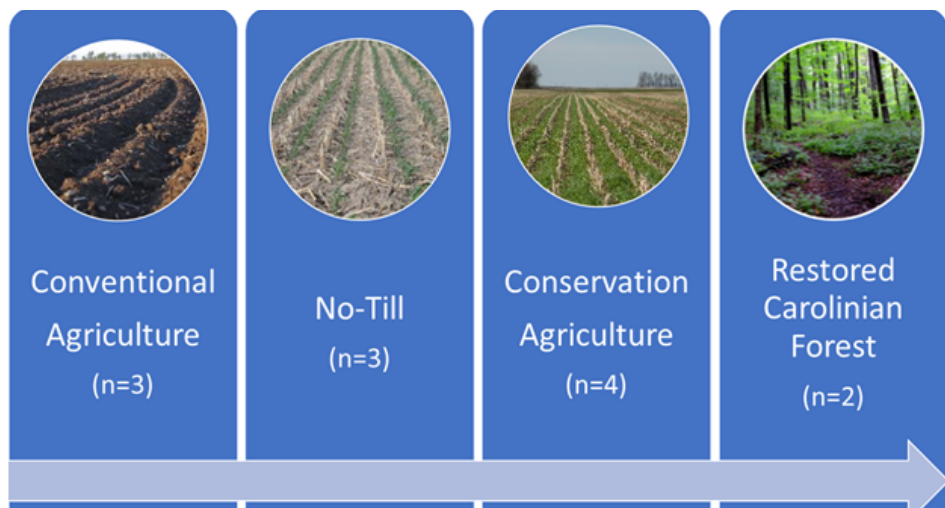 Conventional
Agriculture
(n=3)
No-Till
(n=3)
Conservation
Agriculture
(n=4)
Restored
Carolinian
Forest
(n=2)